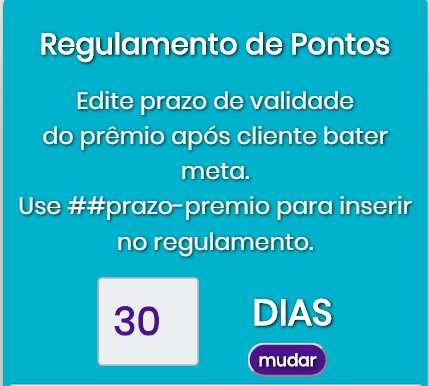 Regulamento de Pontos
Edite prazo de validade
do prêmio após cliente bater
meta.
Use ##prazo-premio para inserir
no regulamento.
30 DIAS
mudar